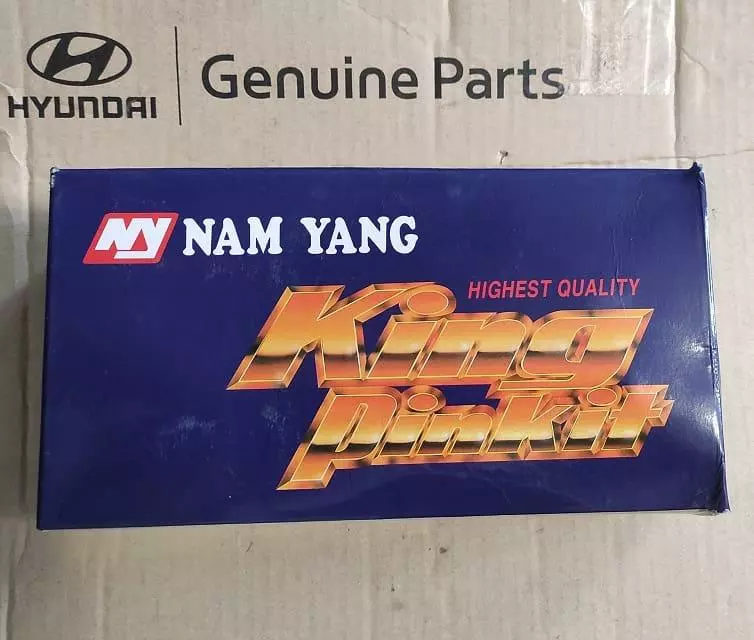 HYUNDAI
Genuine Parts
NY NAM YANG
HIGHEST QUALITY
King
PinKit